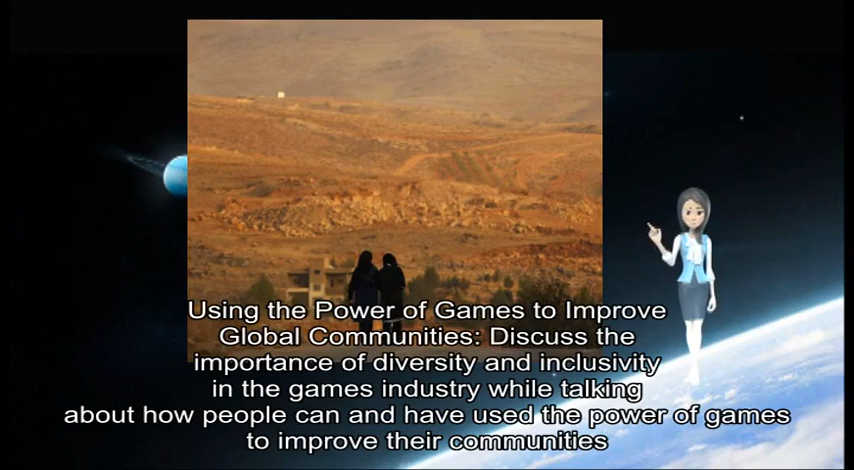 Using the Power of Games to Improve
Global Communities: Discuss the
importance of diversity and inclusivity
in the games industry while talking
about how people can and have used the power of games
to improve their communities